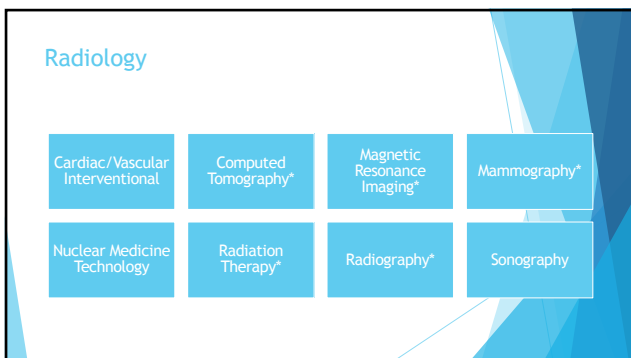 Radiology
Cardiac/Vascular
Interventional
Computed
Tomography*
Magnetic
Resonance
Imaging*
Mammography*
Nuclear Medicine
Technology
Radiation
Therapy*
Radiography*
Sonography